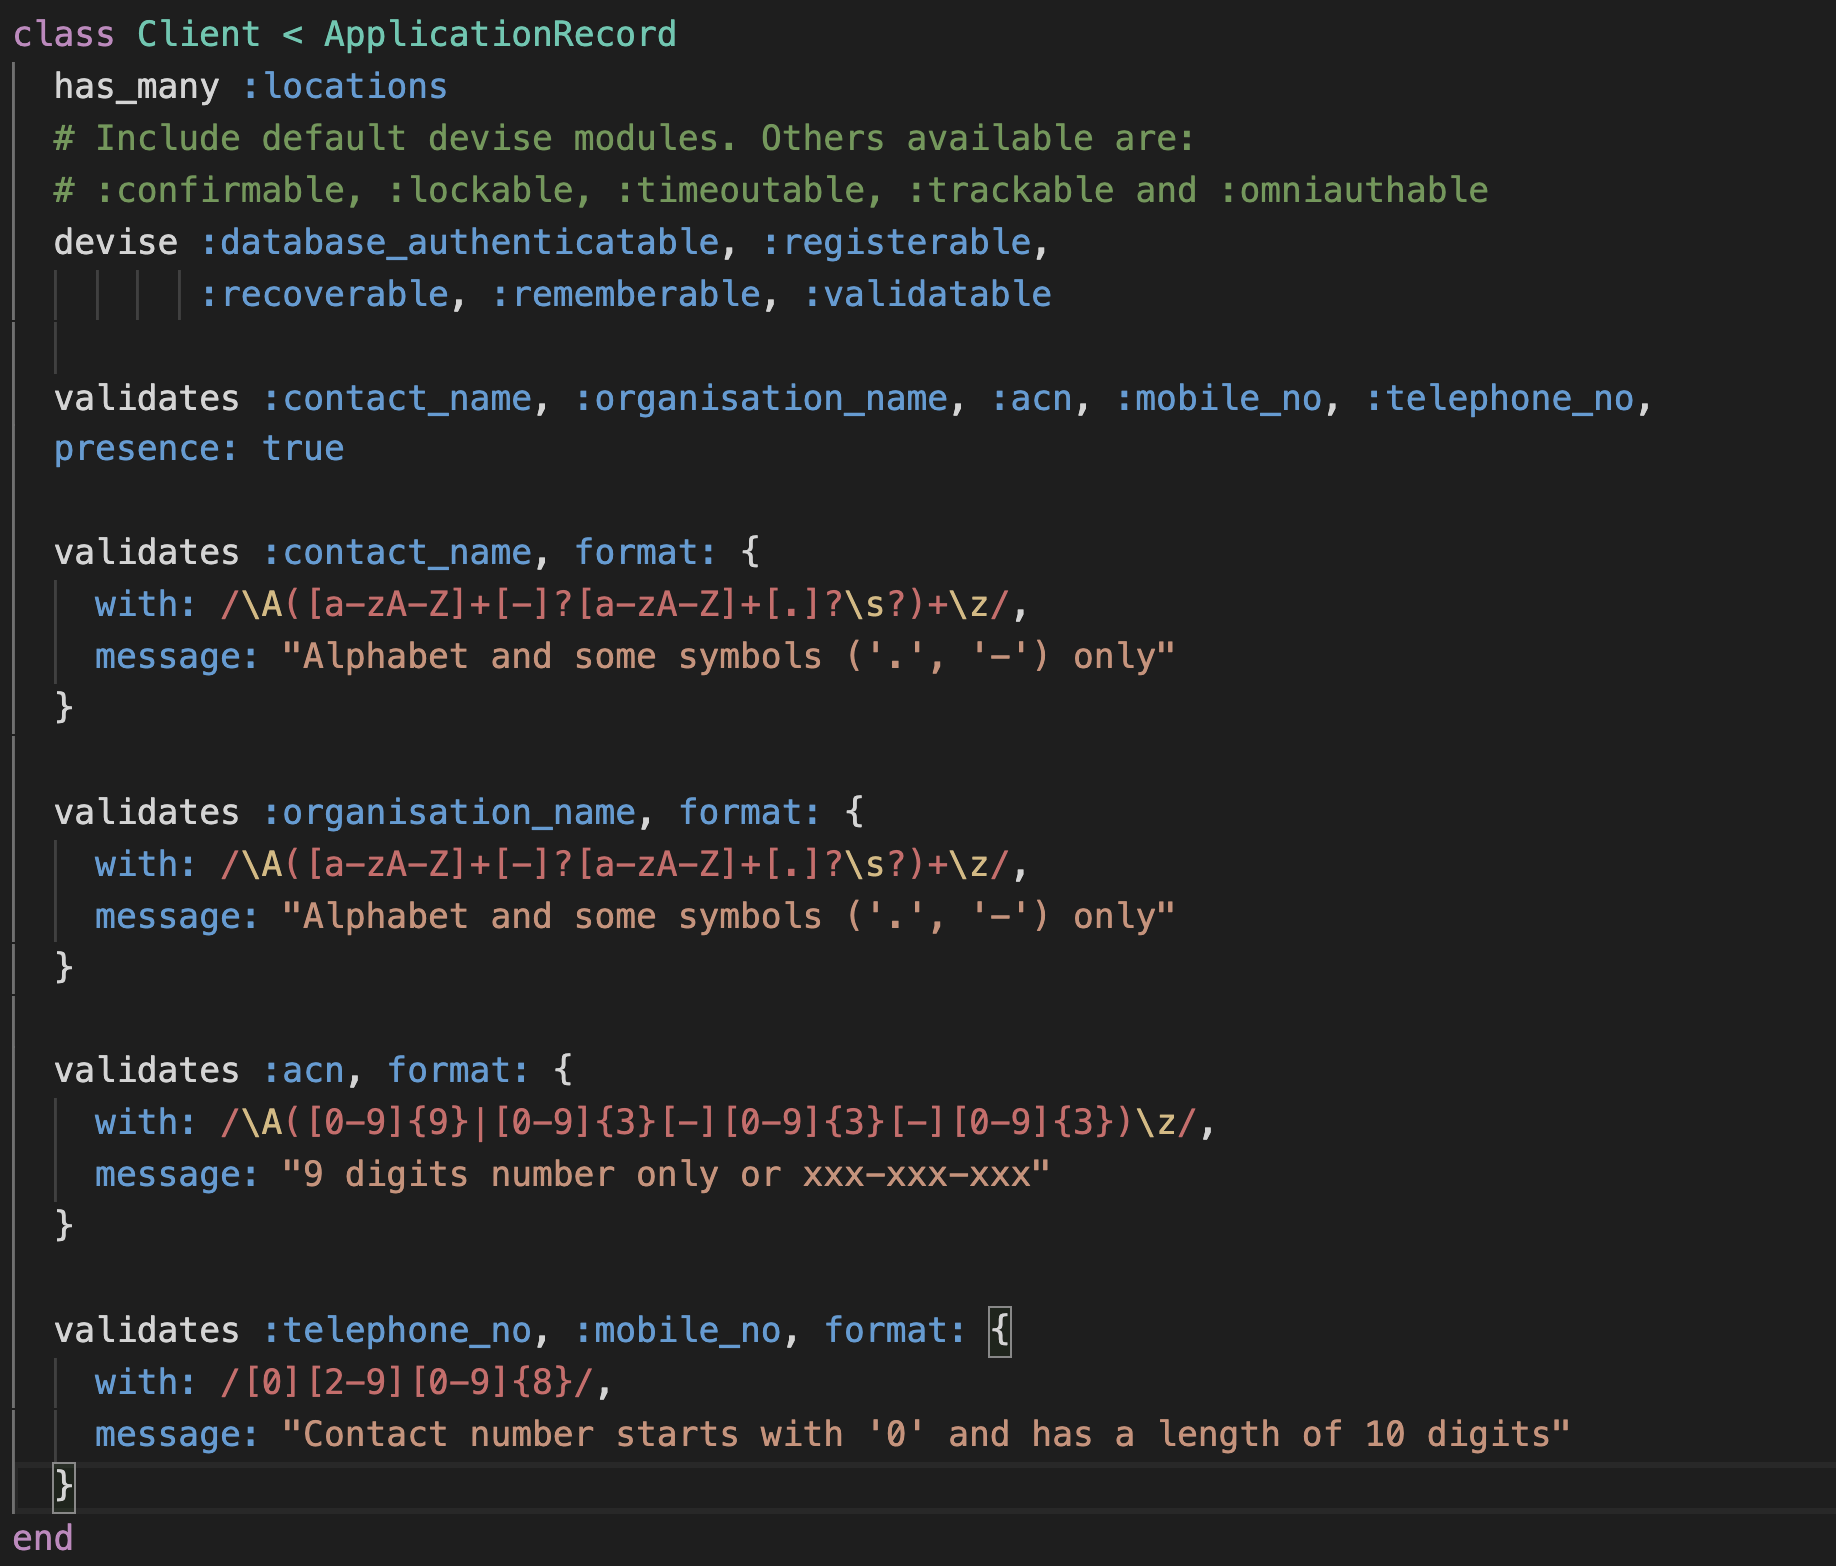 class Client < ApplicationRecord
  has_many :locations
  # Include default devise modules. Others available are:
  # :confirmable, :lockable, :timeoutable, :trackable and :omniauthable
  devise :database_authenticatable, :registerable,
         :recoverable, :rememberable, :validatable

  validates :contact_name, :organisation_name, :acn, :mobile_no, :telephone_no,
  presence: true

  validates :contact_name, format: {
    with: /\A([a-zA-Z]+[-]?[a-zA-Z]+[.]?\s?)+\z/,
    message: "Alphabet and some symbols ('.', '-') only"
  }

  validates :organisation_name, format: {
    with: /\A([a-zA-Z]+[-]?[a-zA-Z]+[.]?\s?)+\z/,
    message: "Alphabet and some symbols ('.', '-') only"
  }

  validates :acn, format: {
    with: /\A([0-9]{9}|[0-9]{3}[-][0-9]{3}[-][0-9]{3})\z/,
    message: "9 digits number only or xxx-xxx-xxx"
  }

  validates :telephone_no, :mobile_no, format: {
    with: /[0][2-9][0-9]{8}/,
    message: "Contact number starts with '0' and has a length of 10 digits"
  }
end